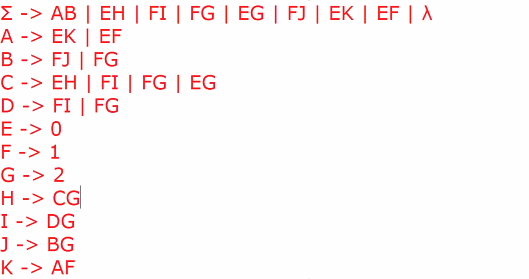 Σ -> AB | EH | FI | FG | EG | FJ | EK | EF | λ
A -> EK | EF
B -> FJ | FG
C -> EH | FI | FG | EG
D -> FI | FG
E -> 0
F -> 1
G -> 2
H -> CG
I -> DG
J -> BG
K -> AF